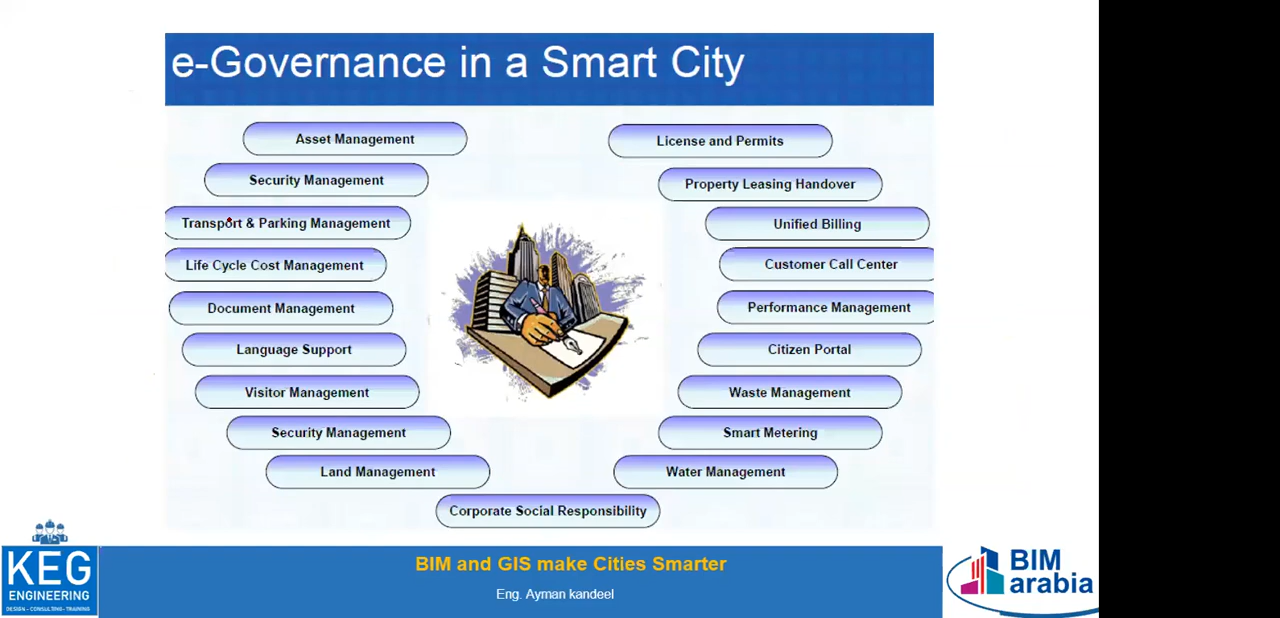 e-Governance in a Smart City
Asset Management
Security Management
Transport & Parking Management
Life Cycle Cost Management
Document Management
Language Support
Visitor Management
Security Management
Land Management
Corporate Social Responsibility
License and Permits
Property Leasing Handover
Unified Billing
Customer Call Center
Performance Management
Citizen Portal
Waste Management
Smart Metering
Water Management
KEG
ENGINEERING
DESIGN - CONSULTING - TRAINING
BIM and GIS make Cities Smarter
Eng. Ayman kandeel
BIM
arabia